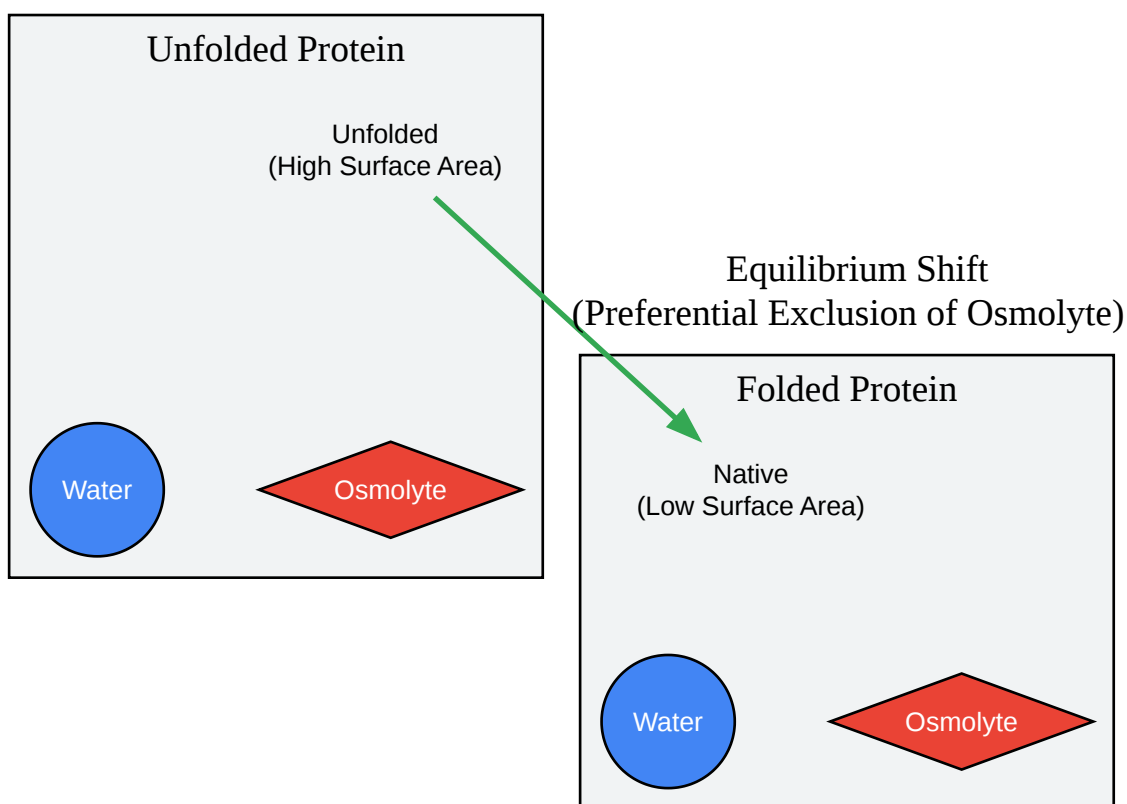 Unfolded Protein
Unfolded
(High Surface Area)
Water
Osmolyte
Equilibrium Shift
(Preferential Exclusion of Osmolyte)
Folded Protein
Native
(Low Surface Area)
Water
Osmolyte